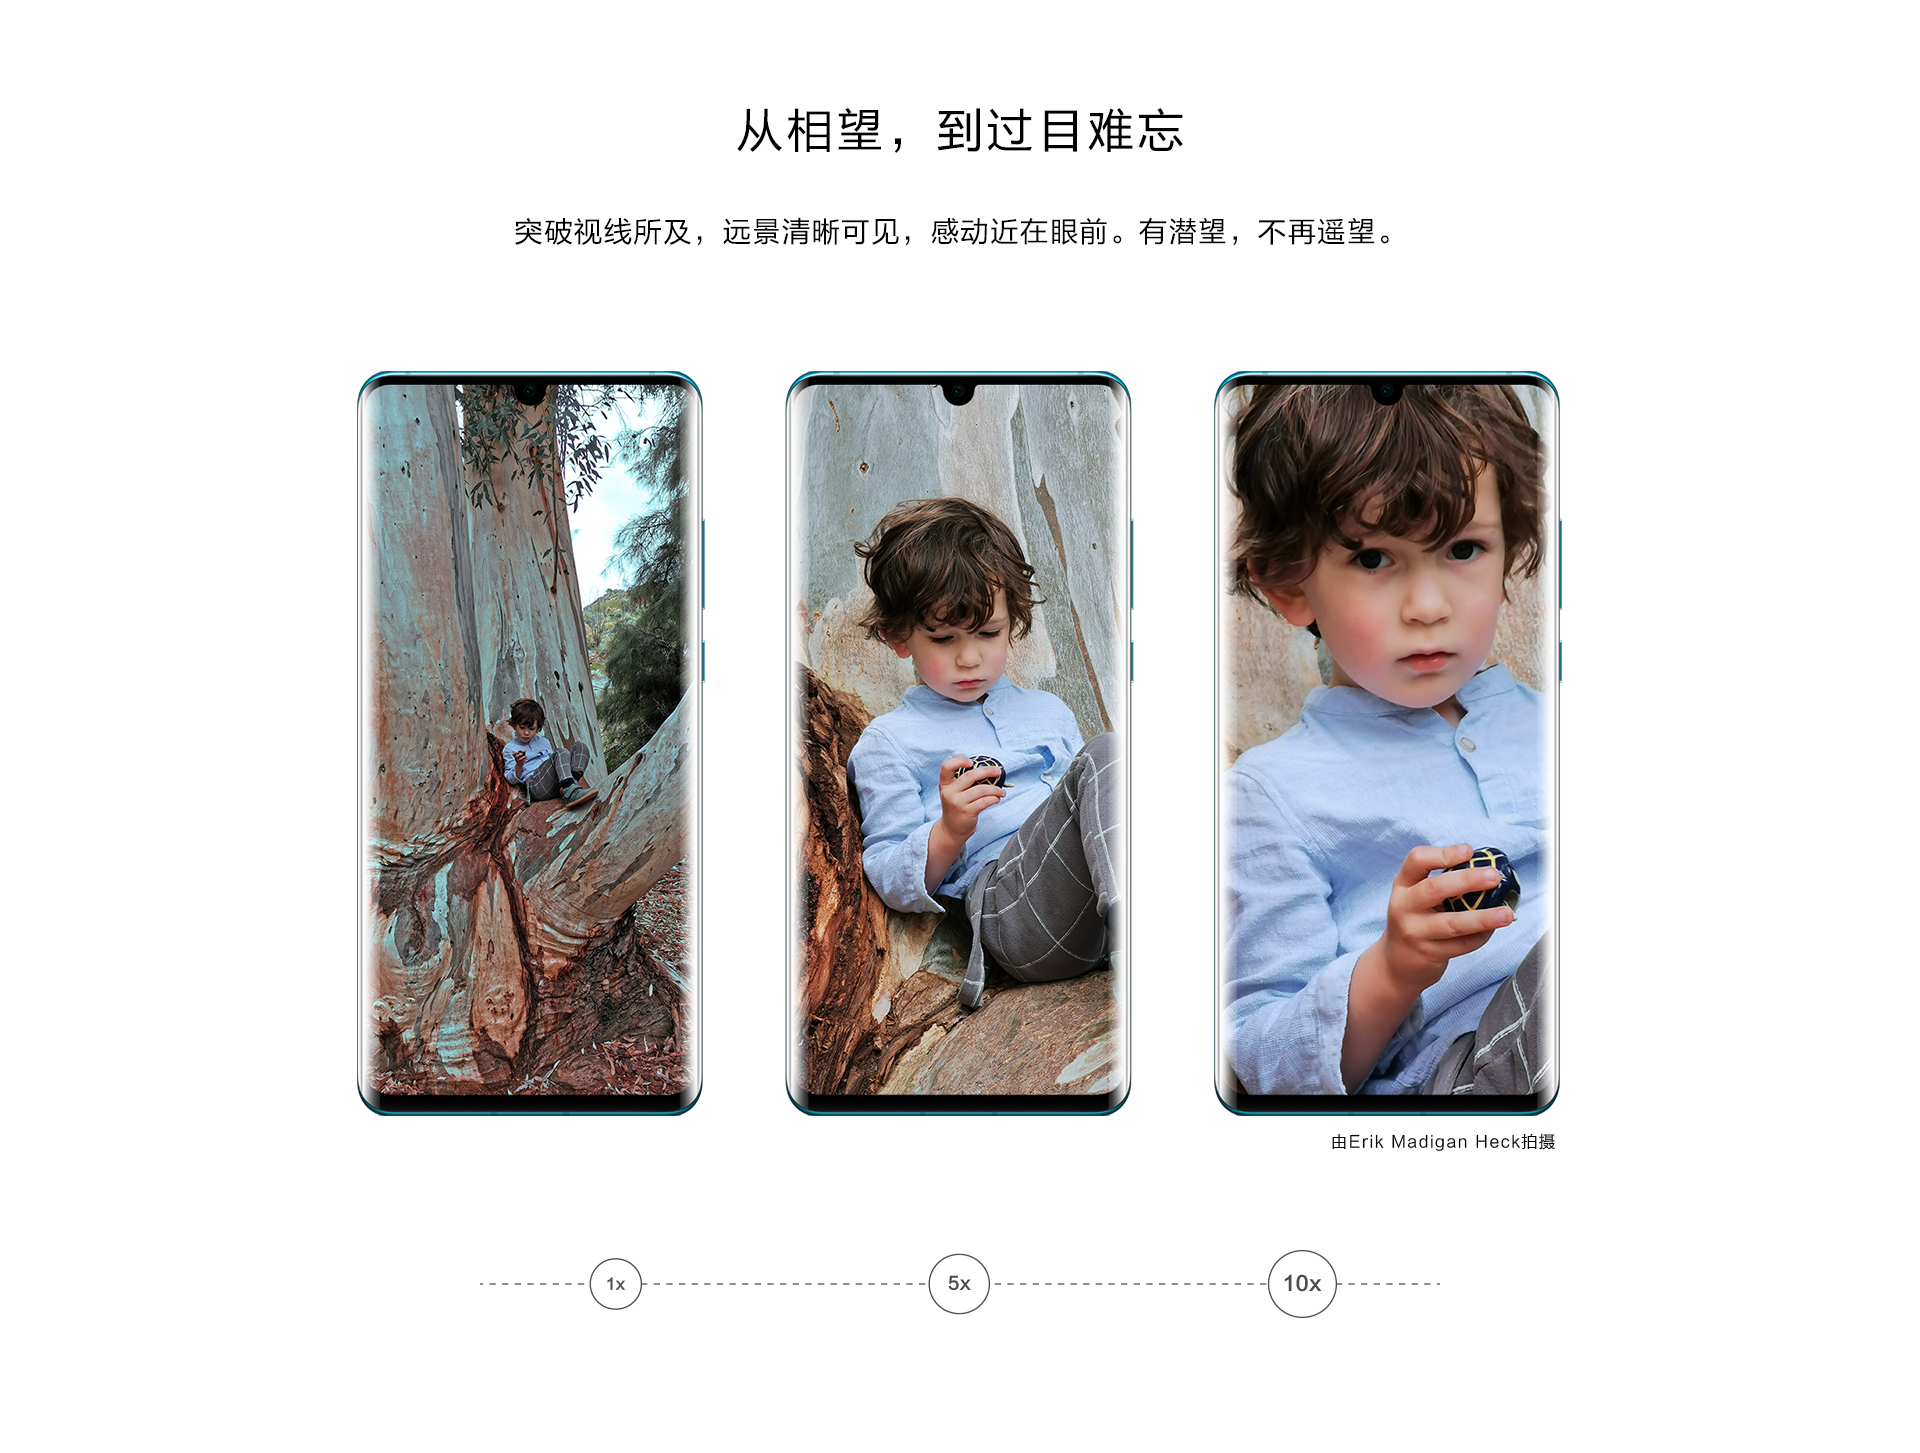 从相望，到过目难忘
突破视线所及，远景清晰可见，感动近在眼前。有潜望，不再遥望。
由Erik Madigan Heck拍摄
1x
5x
10x